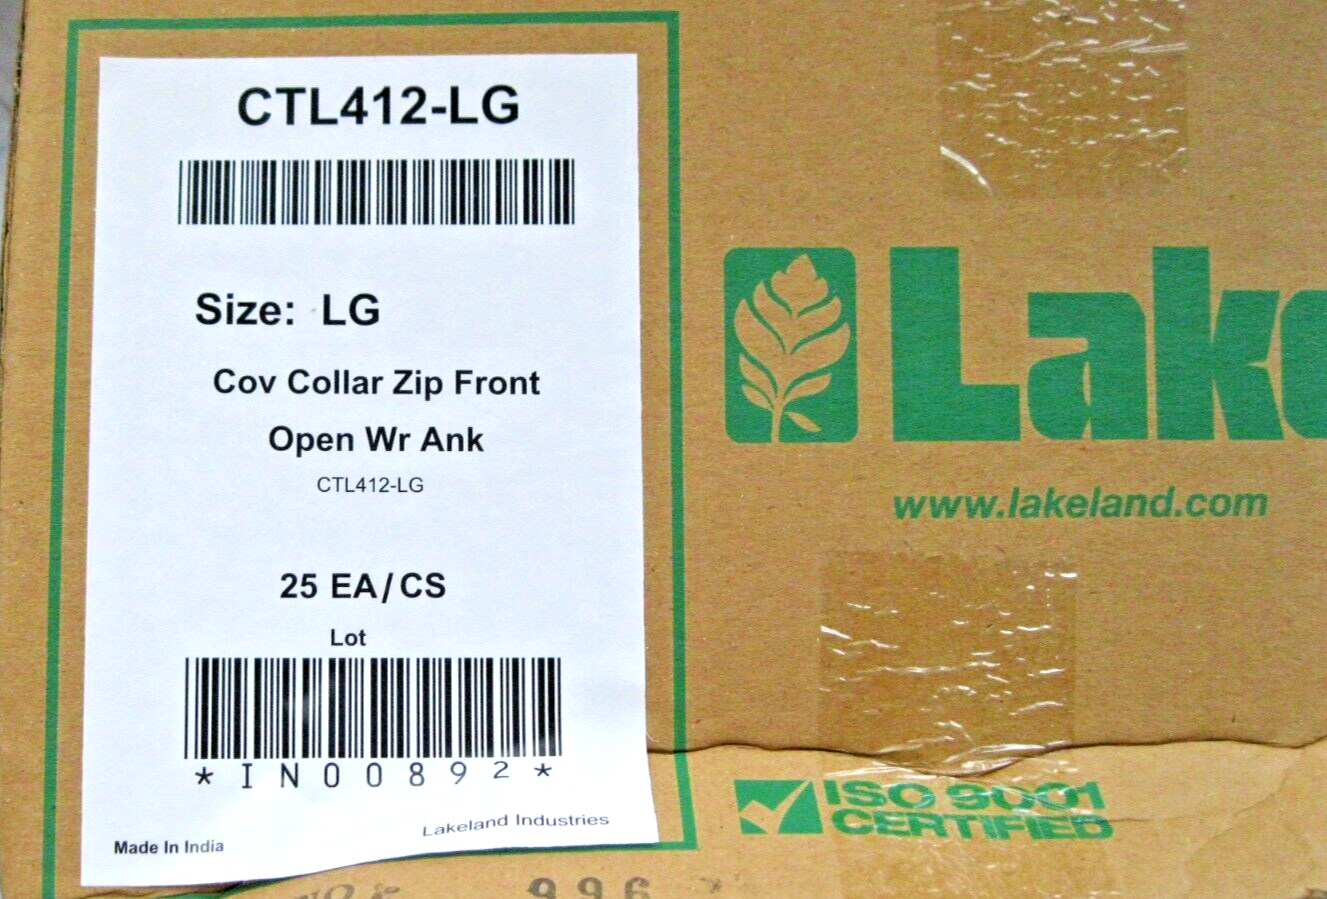 CTL412-LG
Size: LG
Cov Collar Zip Front
Open Wr Ank
CTL412-LG
25 EA/CS
Lot
*IN00892*
Lakeland Industries
Made In India
Lake
www.lakeland.com
ISO 9001
CERTIFIED
996